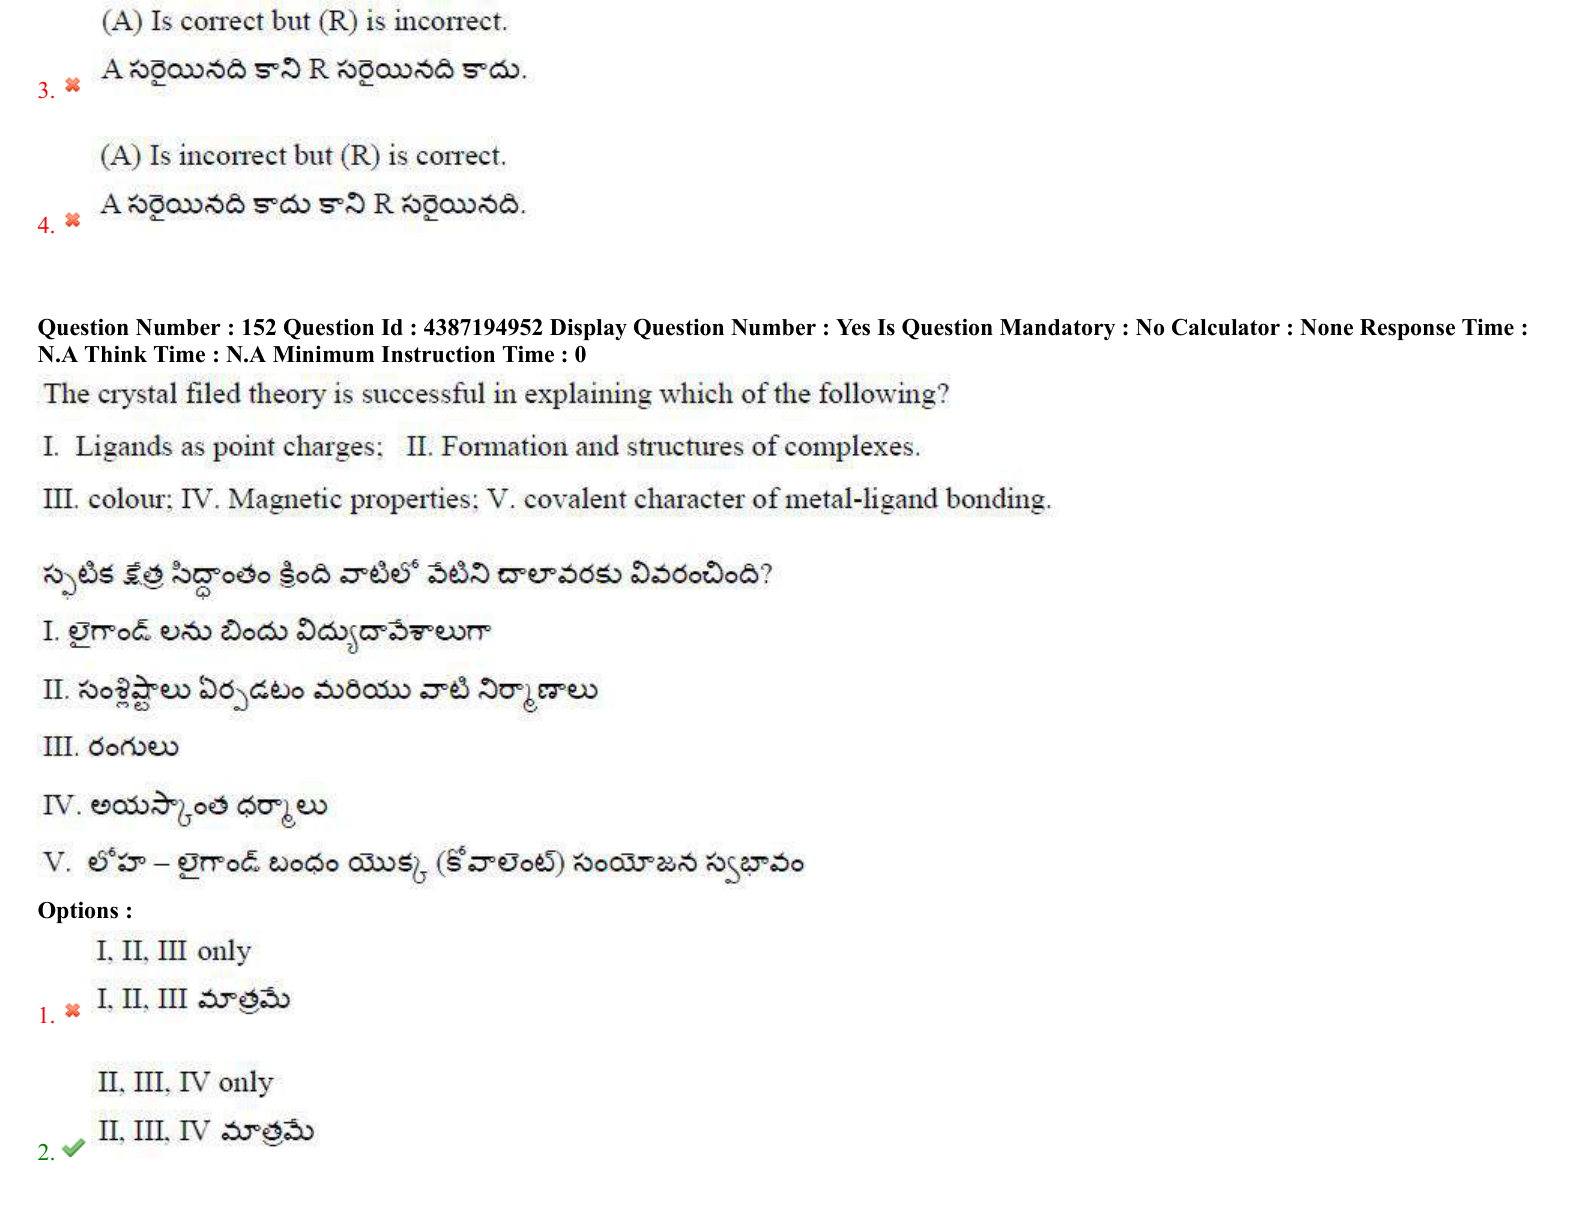 (A) Is correct but (R) is incorrect.
A సరైయినది కాని R సరైయినది కాదు.
3.
(A) Is incorrect but (R) is correct.
A సరైయినది కాదు కాని R సరైయినది.
4.
Question Number : 152 Question Id : 4387194952 Display Question Number : Yes Is Question Mandatory : No Calculator : None Response Time :
N.A Think Time : N.A Minimum Instruction Time : 0
The crystal filed theory is successful in explaining which of the following?
I. Ligands as point charges; II. Formation and structures of complexes.
III. colour; IV. Magnetic properties; V. covalent character of metal-ligand bonding.
స్ఫటిక క్షేత్ర సిద్ధాంతం క్రింది వాటిలో వేటిని చాలావరకు వివరించింది?
I. లైగాండ్ లను బిందు విద్యుదావేశాలుగా
II. సంశ్లిష్టాలు ఏర్పడటం మరియు వాటి నిర్మాణాలు
III. రంగులు
IV. అయస్కాంత ధర్మాలు
V. లోహ – లైగాండ్ బంధం యొక్క (కోవాలెంట్) సంయోజన స్వభావం
Options :
I, II, III only
I, II, III మాత్రమే
1.
II, III, IV only
II, III, IV మాత్రమే
2.